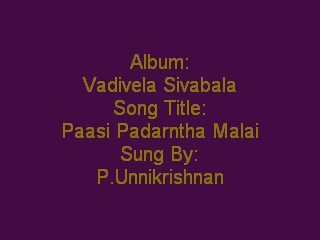 Album:
Vadivela Sivabala
Song Title:
Paasi Padarntha Malai
Sung By:
P.Unnikrishnan